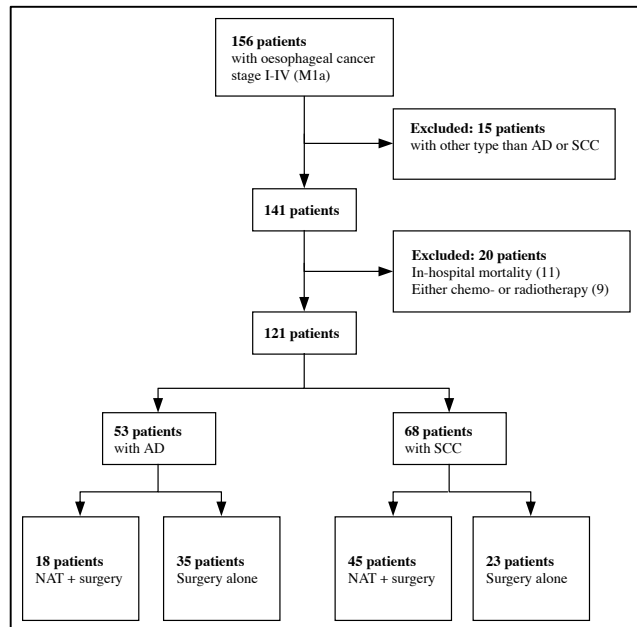 156 patients
with oesophageal cancer
stage I-IV (M1a)
Excluded: 15 patients
with other type than AD or SCC
141 patients
Excluded: 20 patients
In-hospital mortality (11)
Either chemo- or radiotherapy (9)
121 patients
53 patients
with AD
68 patients
with SCC
18 patients
NAT + surgery
35 patients
Surgery alone
45 patients
NAT + surgery
23 patients
Surgery alone